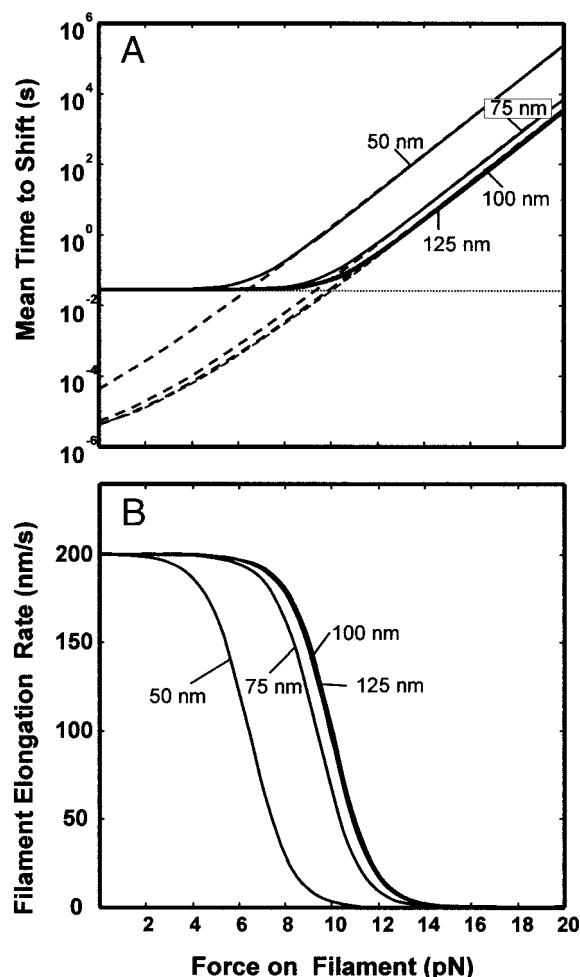 A
Mean Time to Shift (s)
10^6
10^4
10^2
10^0
10^-2
10^-4
10^-6
50 nm
75 nm
100 nm
125 nm
B
Filament Elongation Rate (nm/s)
200
150
100
50
0
50 nm
75 nm
100 nm
125 nm
2 4 6 8 10 12 14 16 18 20
Force on Filament (pN)